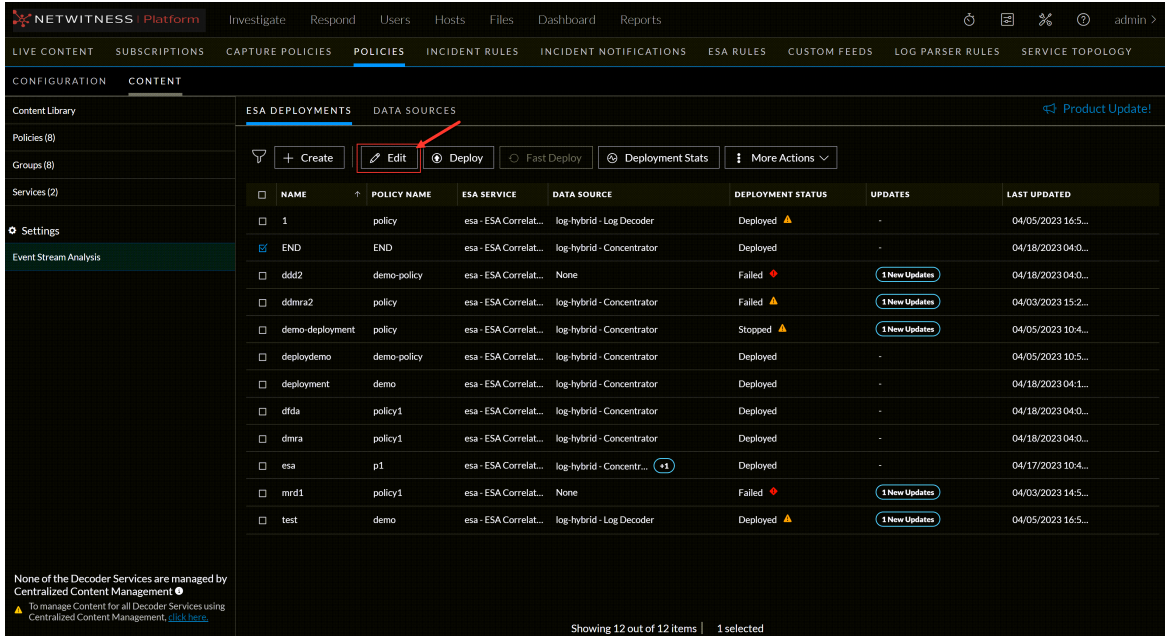 NETWITNESS Platform Investigate Respond Users Hosts Files Dashboard Reports admin >
LIVE CONTENT SUBSCRIPTIONS CAPTURE POLICIES POLICIES INCIDENT RULES INCIDENT NOTIFICATIONS ESA RULES CUSTOM FEEDS LOG PARSER RULES SERVICE TOPOLOGY
CONFIGURATION CONTENT
Content Library
Policies (8)
Groups (8)
Services (2)
Settings
Event Stream Analysis
None of the Decoder Services are managed by
Centralized Content Management
To manage Content for all Decoder Services using
Centralized Content Management, click here.
ESA DEPLOYMENTS DATA SOURCES Product Update!
+ Create Edit Deploy Fast Deploy Deployment Stats More Actions
NAME ↑ POLICY NAME ESA SERVICE DATA SOURCE DEPLOYMENT STATUS UPDATES LAST UPDATED
1 policy esa - ESA Correlat... log-hybrid - Log Decoder Deployed - 04/05/2023 16:5...
END END esa - ESA Correlat... log-hybrid - Concentrator Deployed - 04/18/2023 04:0...
ddd2 demo-policy esa - ESA Correlat... None Failed 1 New Updates 04/18/2023 04:0...
ddmra2 policy esa - ESA Correlat... log-hybrid - Concentrator Failed 1 New Updates 04/03/2023 15:2...
demo-deployment policy esa - ESA Correlat... log-hybrid - Concentrator Stopped 1 New Updates 04/05/2023 10:4...
deploydemo demo-policy esa - ESA Correlat... log-hybrid - Concentrator Deployed - 04/05/2023 10:5...
deployment demo esa - ESA Correlat... log-hybrid - Concentrator Deployed - 04/18/2023 04:1...
dfda policy1 esa - ESA Correlat... log-hybrid - Concentrator Deployed - 04/18/2023 04:0...
dmra policy1 esa - ESA Correlat... log-hybrid - Concentrator Deployed - 04/18/2023 04:0...
esa p1 esa - ESA Correlat... log-hybrid - Concentr... +1 Deployed - 04/17/2023 10:4...
mrd1 policy1 esa - ESA Correlat... None Failed 1 New Updates 04/03/2023 14:5...
test demo esa - ESA Correlat... log-hybrid - Log Decoder Deployed 1 New Updates 04/05/2023 16:5...
Showing 12 out of 12 items | 1 selected